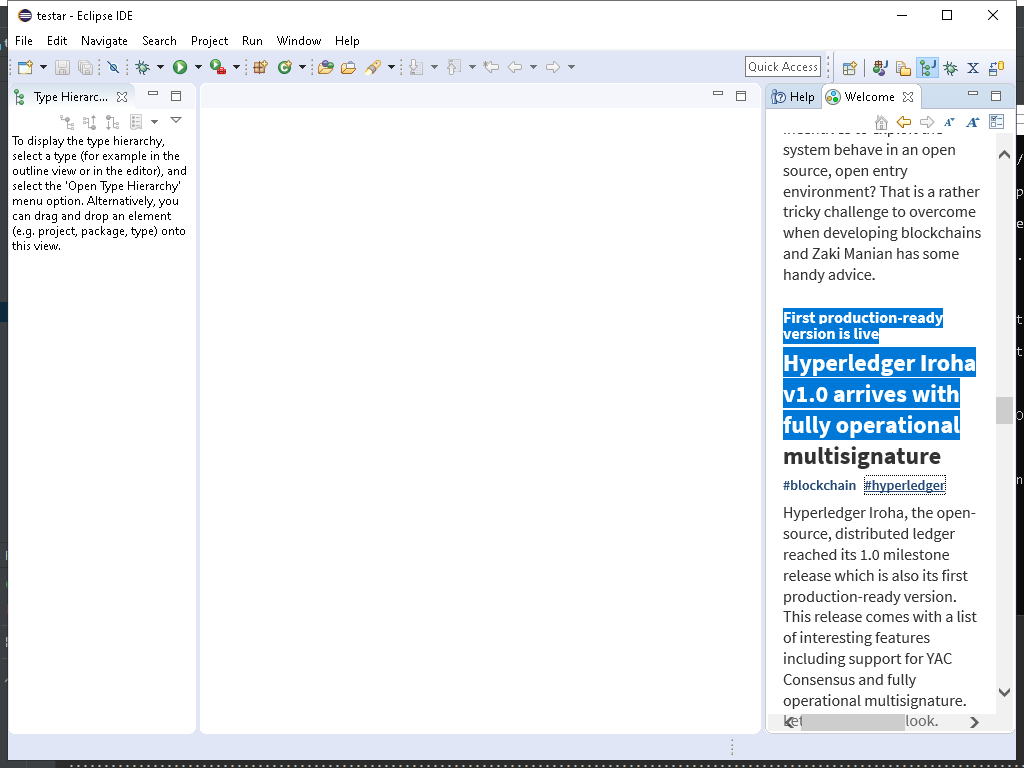 testar - Eclipse IDE
File Edit Navigate Search Project Run Window Help
Quick Access
Type Hierarc...
Help
Welcome
To display the type hierarchy,
select a type (for example in the
outline view or in the editor), and
select the 'Open Type Hierarchy'
menu option. Alternatively, you
can drag and drop an element
(e.g. project, package, type) onto
this view.
system behave in an open
source, open entry
environment? That is a rather
tricky challenge to overcome
when developing blockchains
and Zaki Manian has some
handy advice.
First production-ready
version is live
Hyperledger Iroha
v1.0 arrives with
fully operational
multisignature
#blockchain #hyperledger
Hyperledger Iroha, the open-
source, distributed ledger
reached its 1.0 milestone
release which is also its first
production-ready version.
This release comes with a list
of interesting features
including support for YAC
Consensus and fully
operational multisignature.
look.